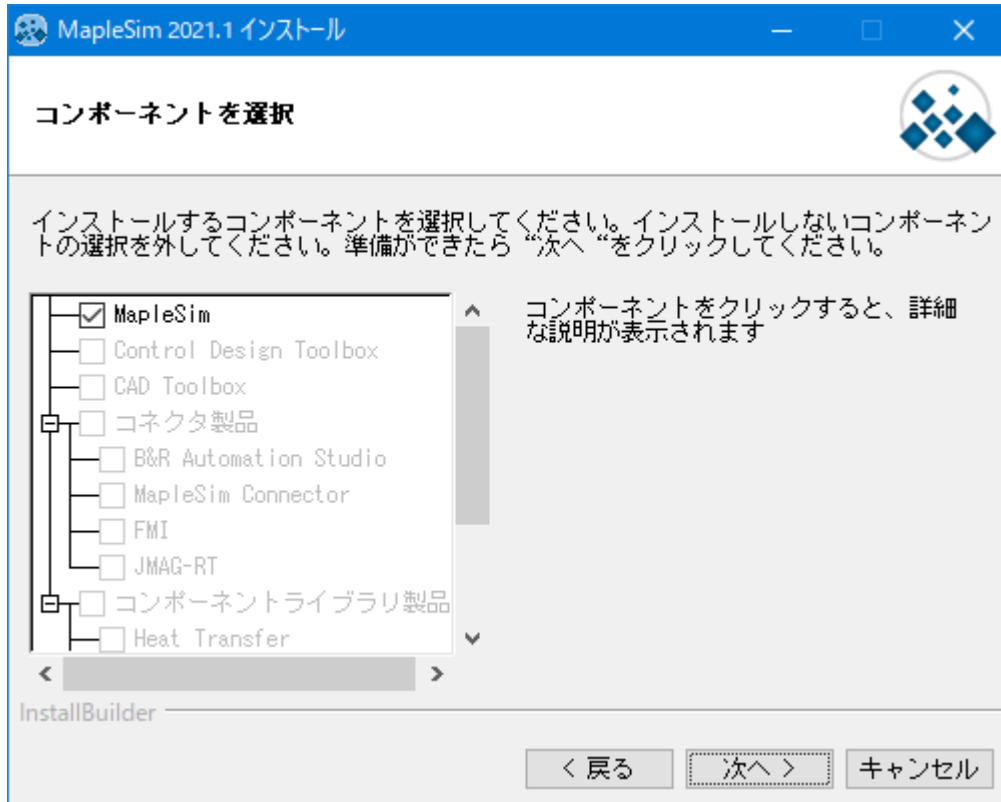 MapleSim 2021.1 インストール
コンポーネントを選択
インストールするコンポーネントを選択してください。インストールしないコンポーネン
トの選択を外してください。準備ができたら “次へ “をクリックしてください。
MapleSim
Control Design Toolbox
CAD Toolbox
コネクタ製品
B&R Automation Studio
MapleSim Connector
FMI
JMAG-RT
コンポーネントライブラリ製品
Heat Transfer
コンポーネントをクリックすると、詳細
な説明が表示されます
InstallBuilder
< 戻る
次へ >
キャンセル